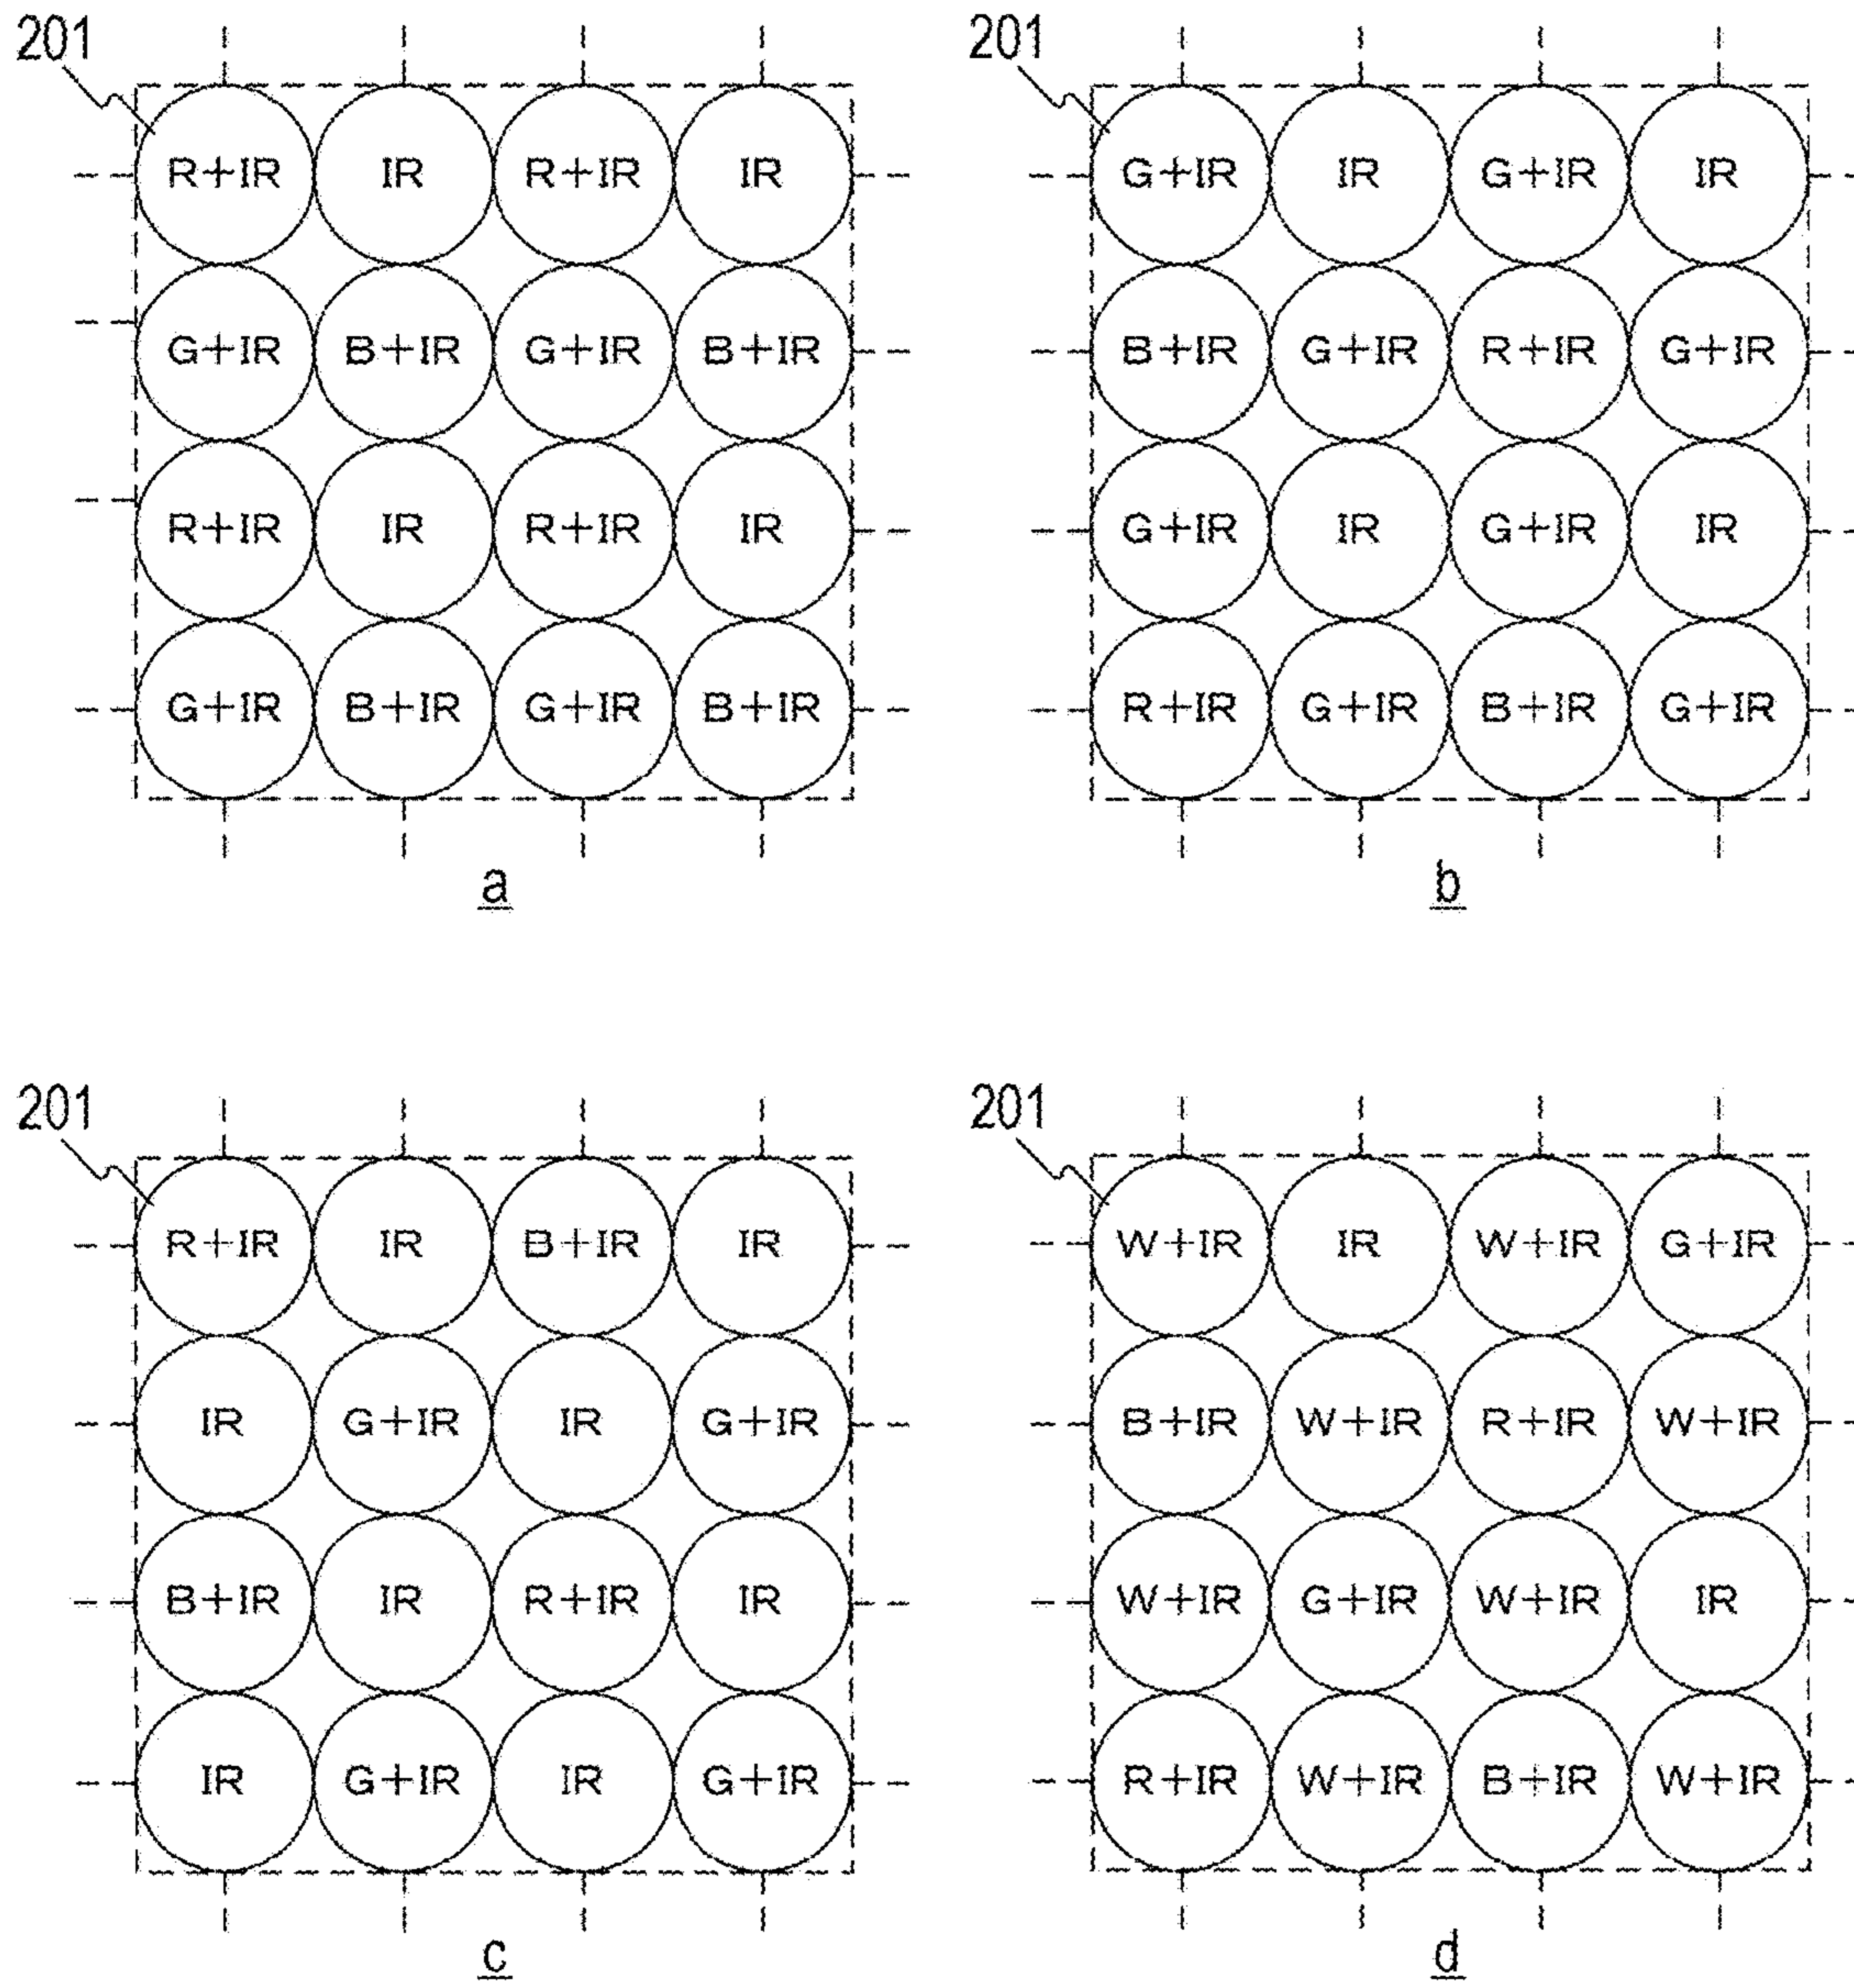 201
R+IR IR R+IR IR
G+IR B+IR G+IR B+IR
R+IR IR R+IR IR
G+IR B+IR G+IR B+IR
a
201
G+IR IR G+IR IR
B+IR G+IR R+IR G+IR
G+IR IR G+IR IR
R+IR G+IR B+IR G+IR
b
201
R+IR IR B+IR IR
IR G+IR IR G+IR
B+IR IR R+IR IR
IR G+IR IR G+IR
c
201
W+IR IR W+IR G+IR
B+IR W+IR R+IR W+IR
W+IR G+IR W+IR IR
R+IR W+IR B+IR W+IR
d